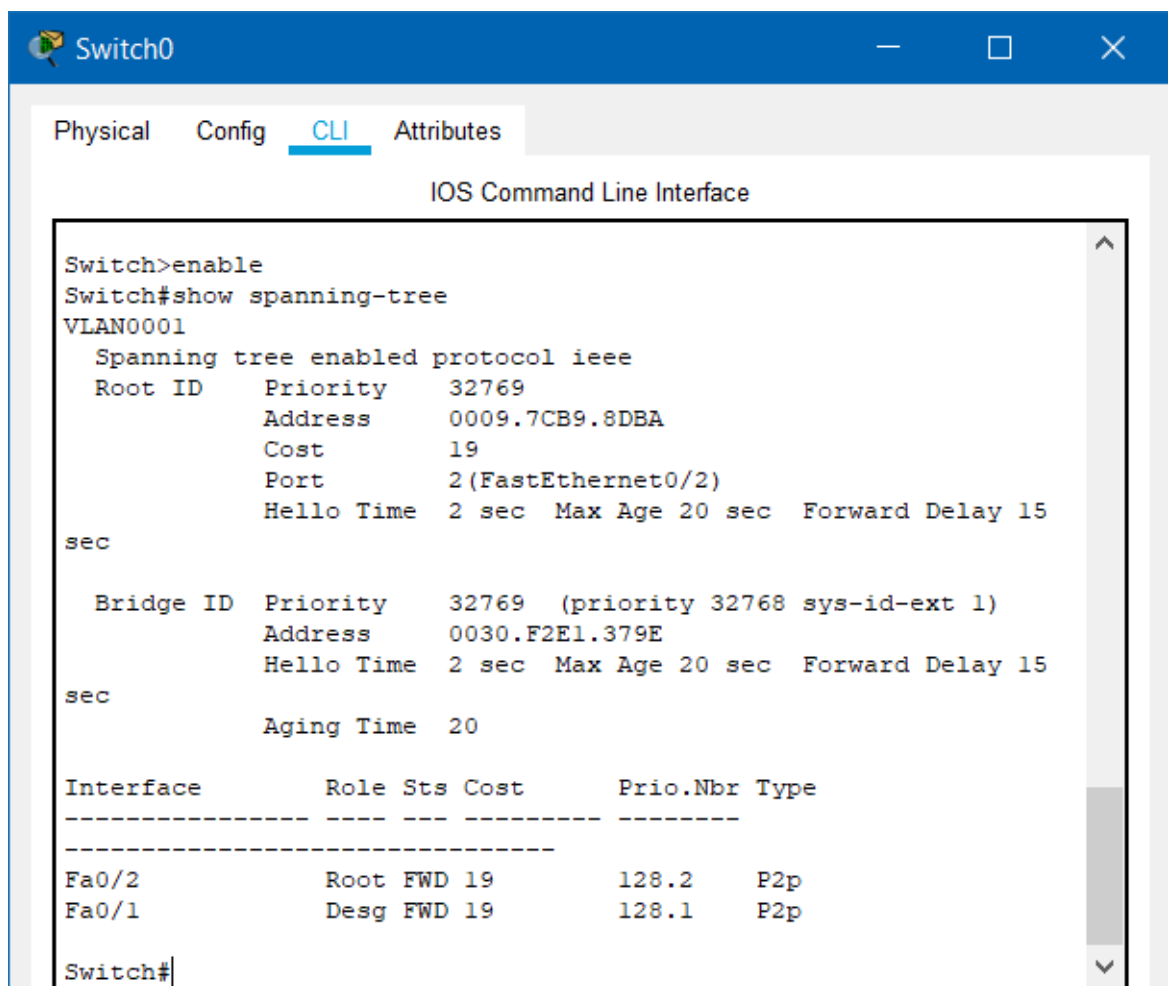 Switch0
Physical Config CLI Attributes
IOS Command Line Interface
Switch>enable
Switch#show spanning-tree
VLAN0001
  Spanning tree enabled protocol ieee
  Root ID    Priority    32769
             Address     0009.7CB9.8DBA
             Cost        19
             Port        2(FastEthernet0/2)
             Hello Time  2 sec  Max Age 20 sec  Forward Delay 15
sec

  Bridge ID  Priority    32769  (priority 32768 sys-id-ext 1)
             Address     0030.F2E1.379E
             Hello Time  2 sec  Max Age 20 sec  Forward Delay 15
sec
             Aging Time  20

Interface        Role Sts Cost      Prio.Nbr Type
---------------- ---- --- --------- --------
--------------------------------
Fa0/2            Root FWD 19        128.2    P2p
Fa0/1            Desg FWD 19        128.1    P2p

Switch#